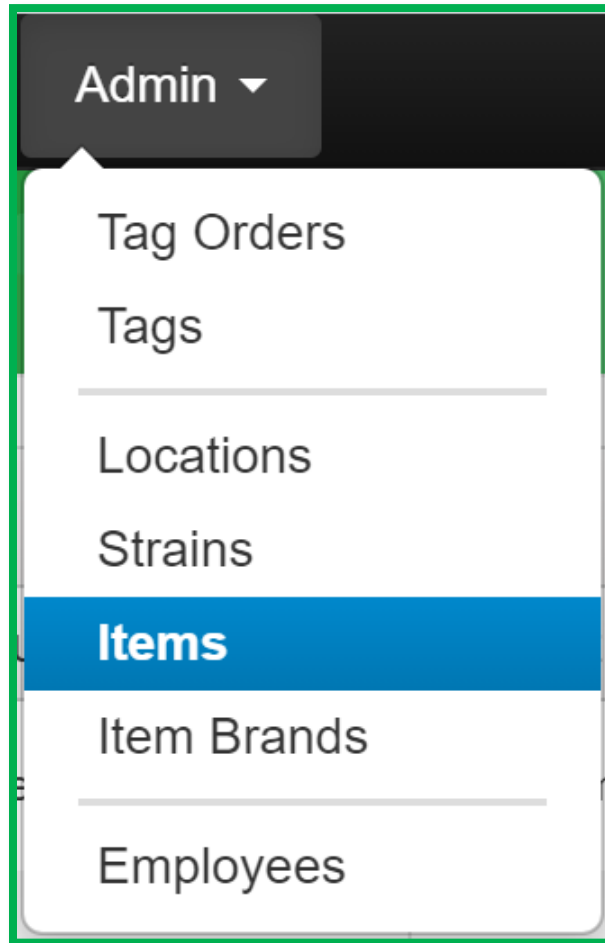 Admin
Tag Orders
Tags
Locations
Strains
Items
Item Brands
Employees